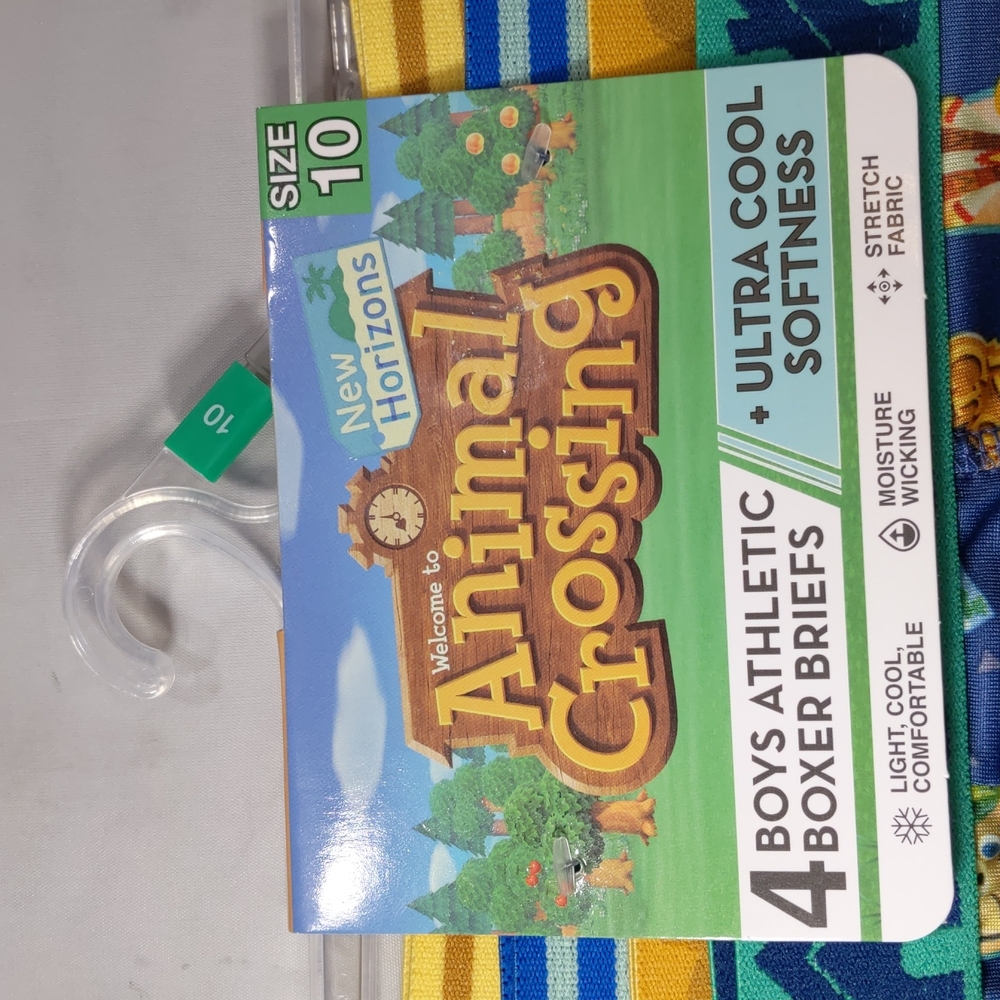 10
SIZE
10
New
Horizons
Welcome to
Animal
Crossing
4 BOYS ATHLETIC
BOXER BRIEFS
+ ULTRA COOL
SOFTNESS
LIGHT, COOL,
COMFORTABLE
MOISTURE
WICKING
STRETCH
FABRIC